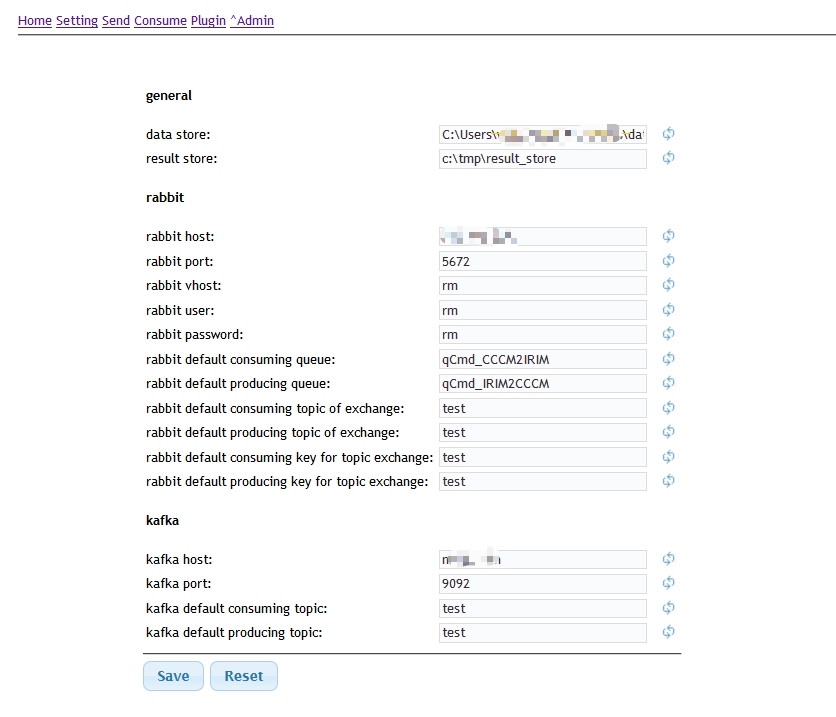 Home Setting Send Consume Plugin ^Admin
general
data store: C:\Users\ \da
result store: c:\tmp\result_store
rabbit
rabbit host:
rabbit port: 5672
rabbit vhost: rm
rabbit user: rm
rabbit password: rm
rabbit default consuming queue: qCmd_CCCM2IRIM
rabbit default producing queue: qCmd_IRIM2CCCM
rabbit default consuming topic of exchange: test
rabbit default producing topic of exchange: test
rabbit default consuming key for topic exchange: test
rabbit default producing key for topic exchange: test
kafka
kafka host:
kafka port: 9092
kafka default consuming topic: test
kafka default producing topic: test
Save Reset